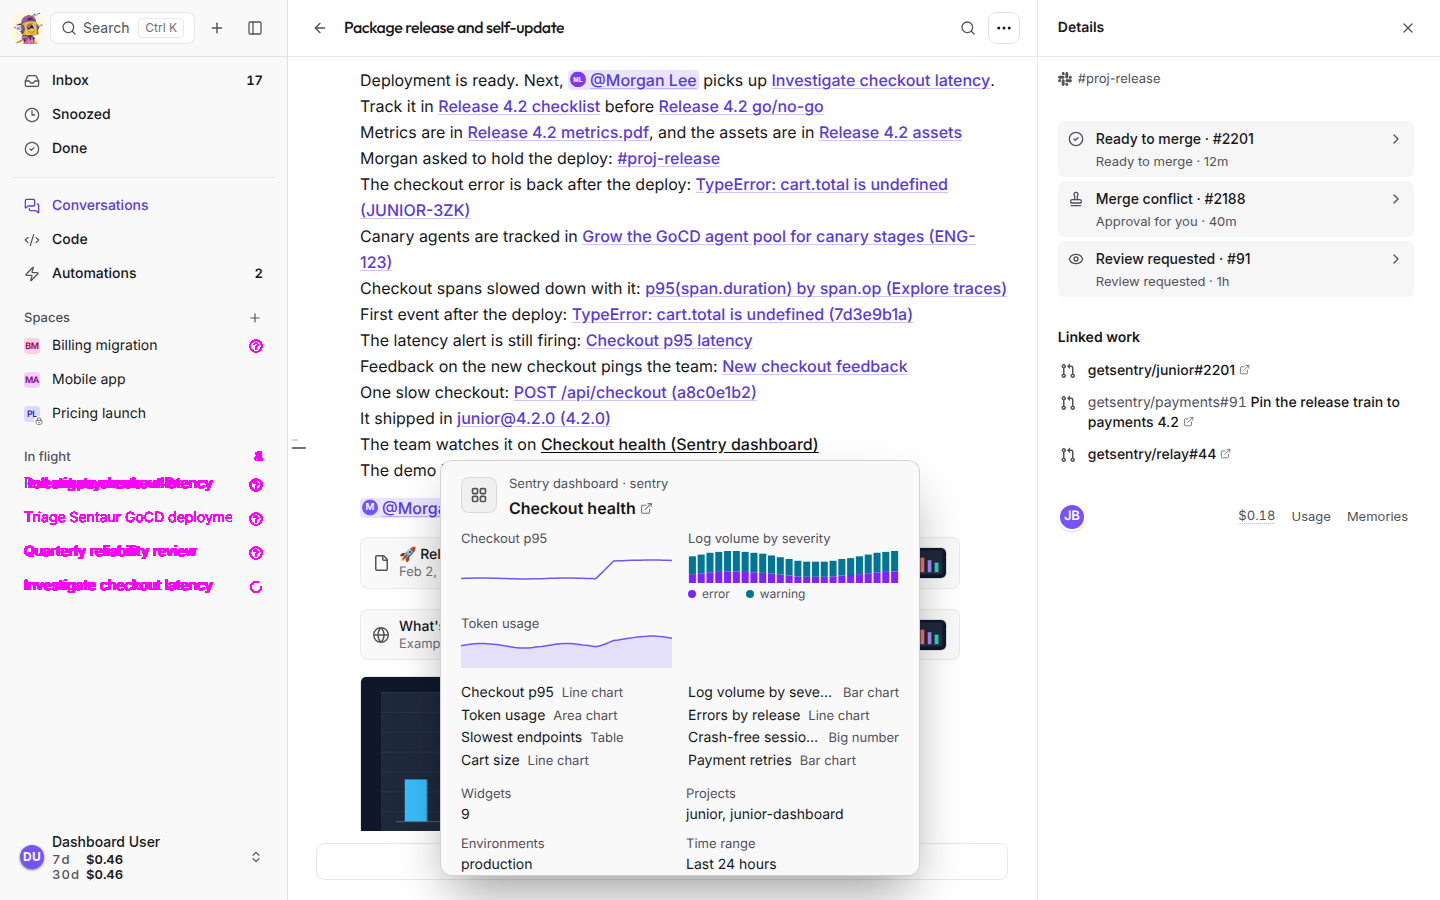 Search Ctrl K
Inbox 17
Snoozed
Done
Conversations
Code
Automations 2
Spaces
BM Billing migration
MA Mobile app
PL Pricing launch
In flight
Triage Sentaur GoCD deployme
Quarterly reliability review
Investigate checkout latency
DU Dashboard User
7d $0.46
30d $0.46
Package release and self-update
Deployment is ready. Next, ML @Morgan Lee picks up Investigate checkout latency.
Track it in Release 4.2 checklist before Release 4.2 go/no-go
Metrics are in Release 4.2 metrics.pdf, and the assets are in Release 4.2 assets
Morgan asked to hold the deploy: #proj-release
The checkout error is back after the deploy: TypeError: cart.total is undefined
(JUNIOR-3ZK)
Canary agents are tracked in Grow the GoCD agent pool for canary stages (ENG-
123)
Checkout spans slowed down with it: p95(span.duration) by span.op (Explore traces)
First event after the deploy: TypeError: cart.total is undefined (7d3e9b1a)
The latency alert is still firing: Checkout p95 latency
Feedback on the new checkout pings the team: New checkout feedback
One slow checkout: POST /api/checkout (a8c0e1b2)
It shipped in junior@4.2.0 (4.2.0)
The team watches it on Checkout health (Sentry dashboard)
The demo
M @Morga
🚀 Rel
Feb 2,
What's
Examp
Sentry dashboard · sentry
Checkout health
Checkout p95
Log volume by severity
error warning
Token usage
Checkout p95 Line chart
Log volume by seve... Bar chart
Token usage Area chart
Errors by release Line chart
Slowest endpoints Table
Crash-free sessio... Big number
Cart size Line chart
Payment retries Bar chart
Widgets
9
Projects
junior, junior-dashboard
Environments
production
Time range
Last 24 hours
Details
#proj-release
Ready to merge · #2201
Ready to merge · 12m
Merge conflict · #2188
Approval for you · 40m
Review requested · #91
Review requested · 1h
Linked work
getsentry/junior#2201
getsentry/payments#91 Pin the release train to
payments 4.2
getsentry/relay#44
JB $0.18 Usage Memories